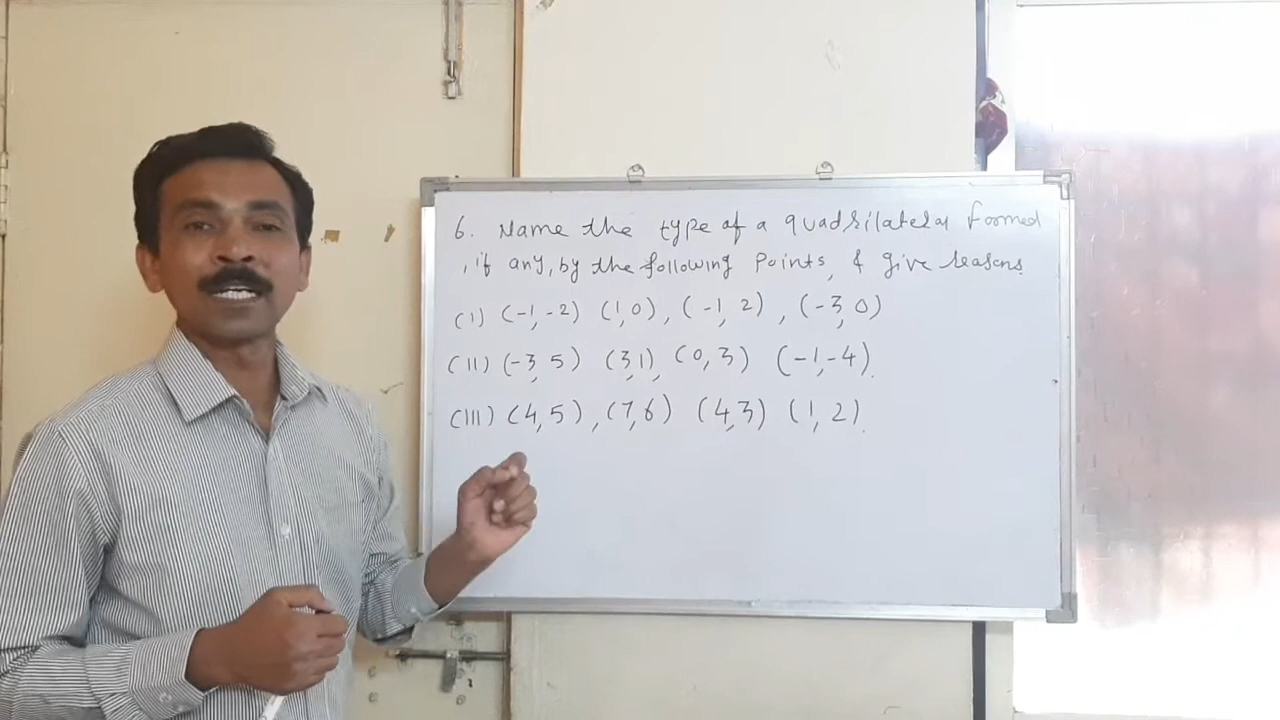 6. Name the type of a quadrilateral formed
, if any, by the following Points, & give reasons
(I) (-1,-2) (1,0), (-1, 2), (-3,0)
(II) (-3,5) (3,1), (0,3) (-1,-4).
(III) (4,5), (7,6) (4,3) (1,2).